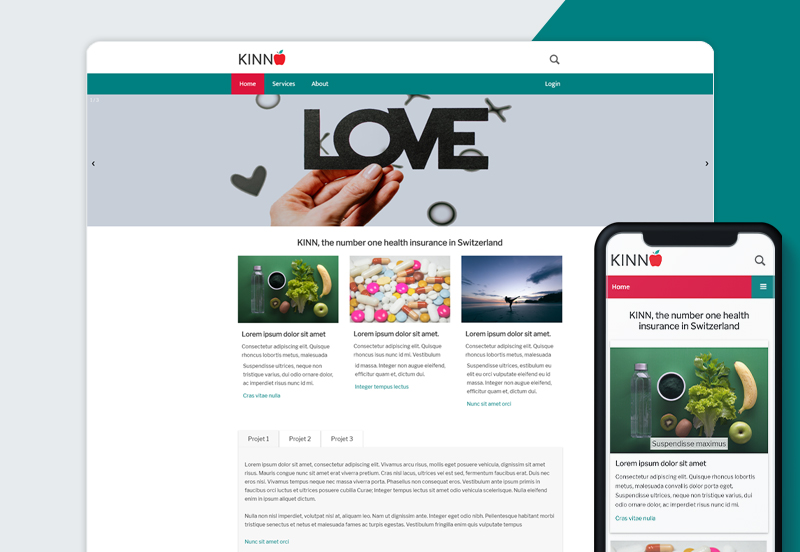 KINN
Home
Services
About
Login
1 / 3
LOVE
KINN, the number one health insurance in Switzerland
Lorem ipsum dolor sit amet
Consectetur adipiscing elit. Quisque
rhoncus lobortis metus, malesuada
Suspendisse ultrices, neque non
tristique varius, dui odio ornare dolor,
ac imperdiet risus nunc id mi.
Cras vitae nulla
Lorem ipsum dolor sit amet.
Consectetur adipiscing elit. Quisque
rhoncus isus nunc id mi. Vestibulum
id massa. Integer non augue eleifend,
efficitur quam et, dictum dui.
Integer tempus lectus
Lorem ipsum dolor sit amet.
Consectetur adipiscing elit. Quisque
rhoncus lobortis metus, malesuada
Suspendisse ultrices, estibulum eu
elit eu orci vulputate eleifend eu id
massa. Integer non augue eleifend,
efficitur quam et, dictum dui.
Nunc sit amet orci
Projet 1
Projet 2
Projet 3
Lorem ipsum dolor sit amet, consectetur adipiscing elit. Vivamus arcu risus, mollis eget posuere vehicula, dignissim sit amet
risus. Mauris congue nunc sit amet erat viverra pretium. Cras nisl lacus, ultrices vel est sed, fermentum faucibus erat. Duis nec
eros nisi. Vivamus tempus neque nec massa viverra porta. Phasellus non consequat eros. Vestibulum ante ipsum primis in
faucibus orci luctus et ultrices posuere cubilia Curae; Integer tempus lectus sit amet odio vehicula scelerisque. Nulla eleifend
enim in ipsum aliquet dictum.
Nulla non nisl imperdiet, volutpat nisi at, aliquam leo. Nam ut dignissim ante. Integer eget odio nibh. Pellentesque habitant morbi
tristique senectus et netus et malesuada fames ac turpis egestas. Vestibulum fringilla enim quis vulputate tempus
Nunc sit amet orci
KINN
Home
KINN, the number one health
insurance in Switzerland
Suspendisse maximus
Lorem ipsum dolor sit amet
Consectetur adipiscing elit. Quisque
malesuada convallis dolor porta eget.
Suspendisse ultrices, neque non tristique
varius, dui odio ornare dolor, ac
imperdiet risus nunc id mi.
Cras vitae nulla